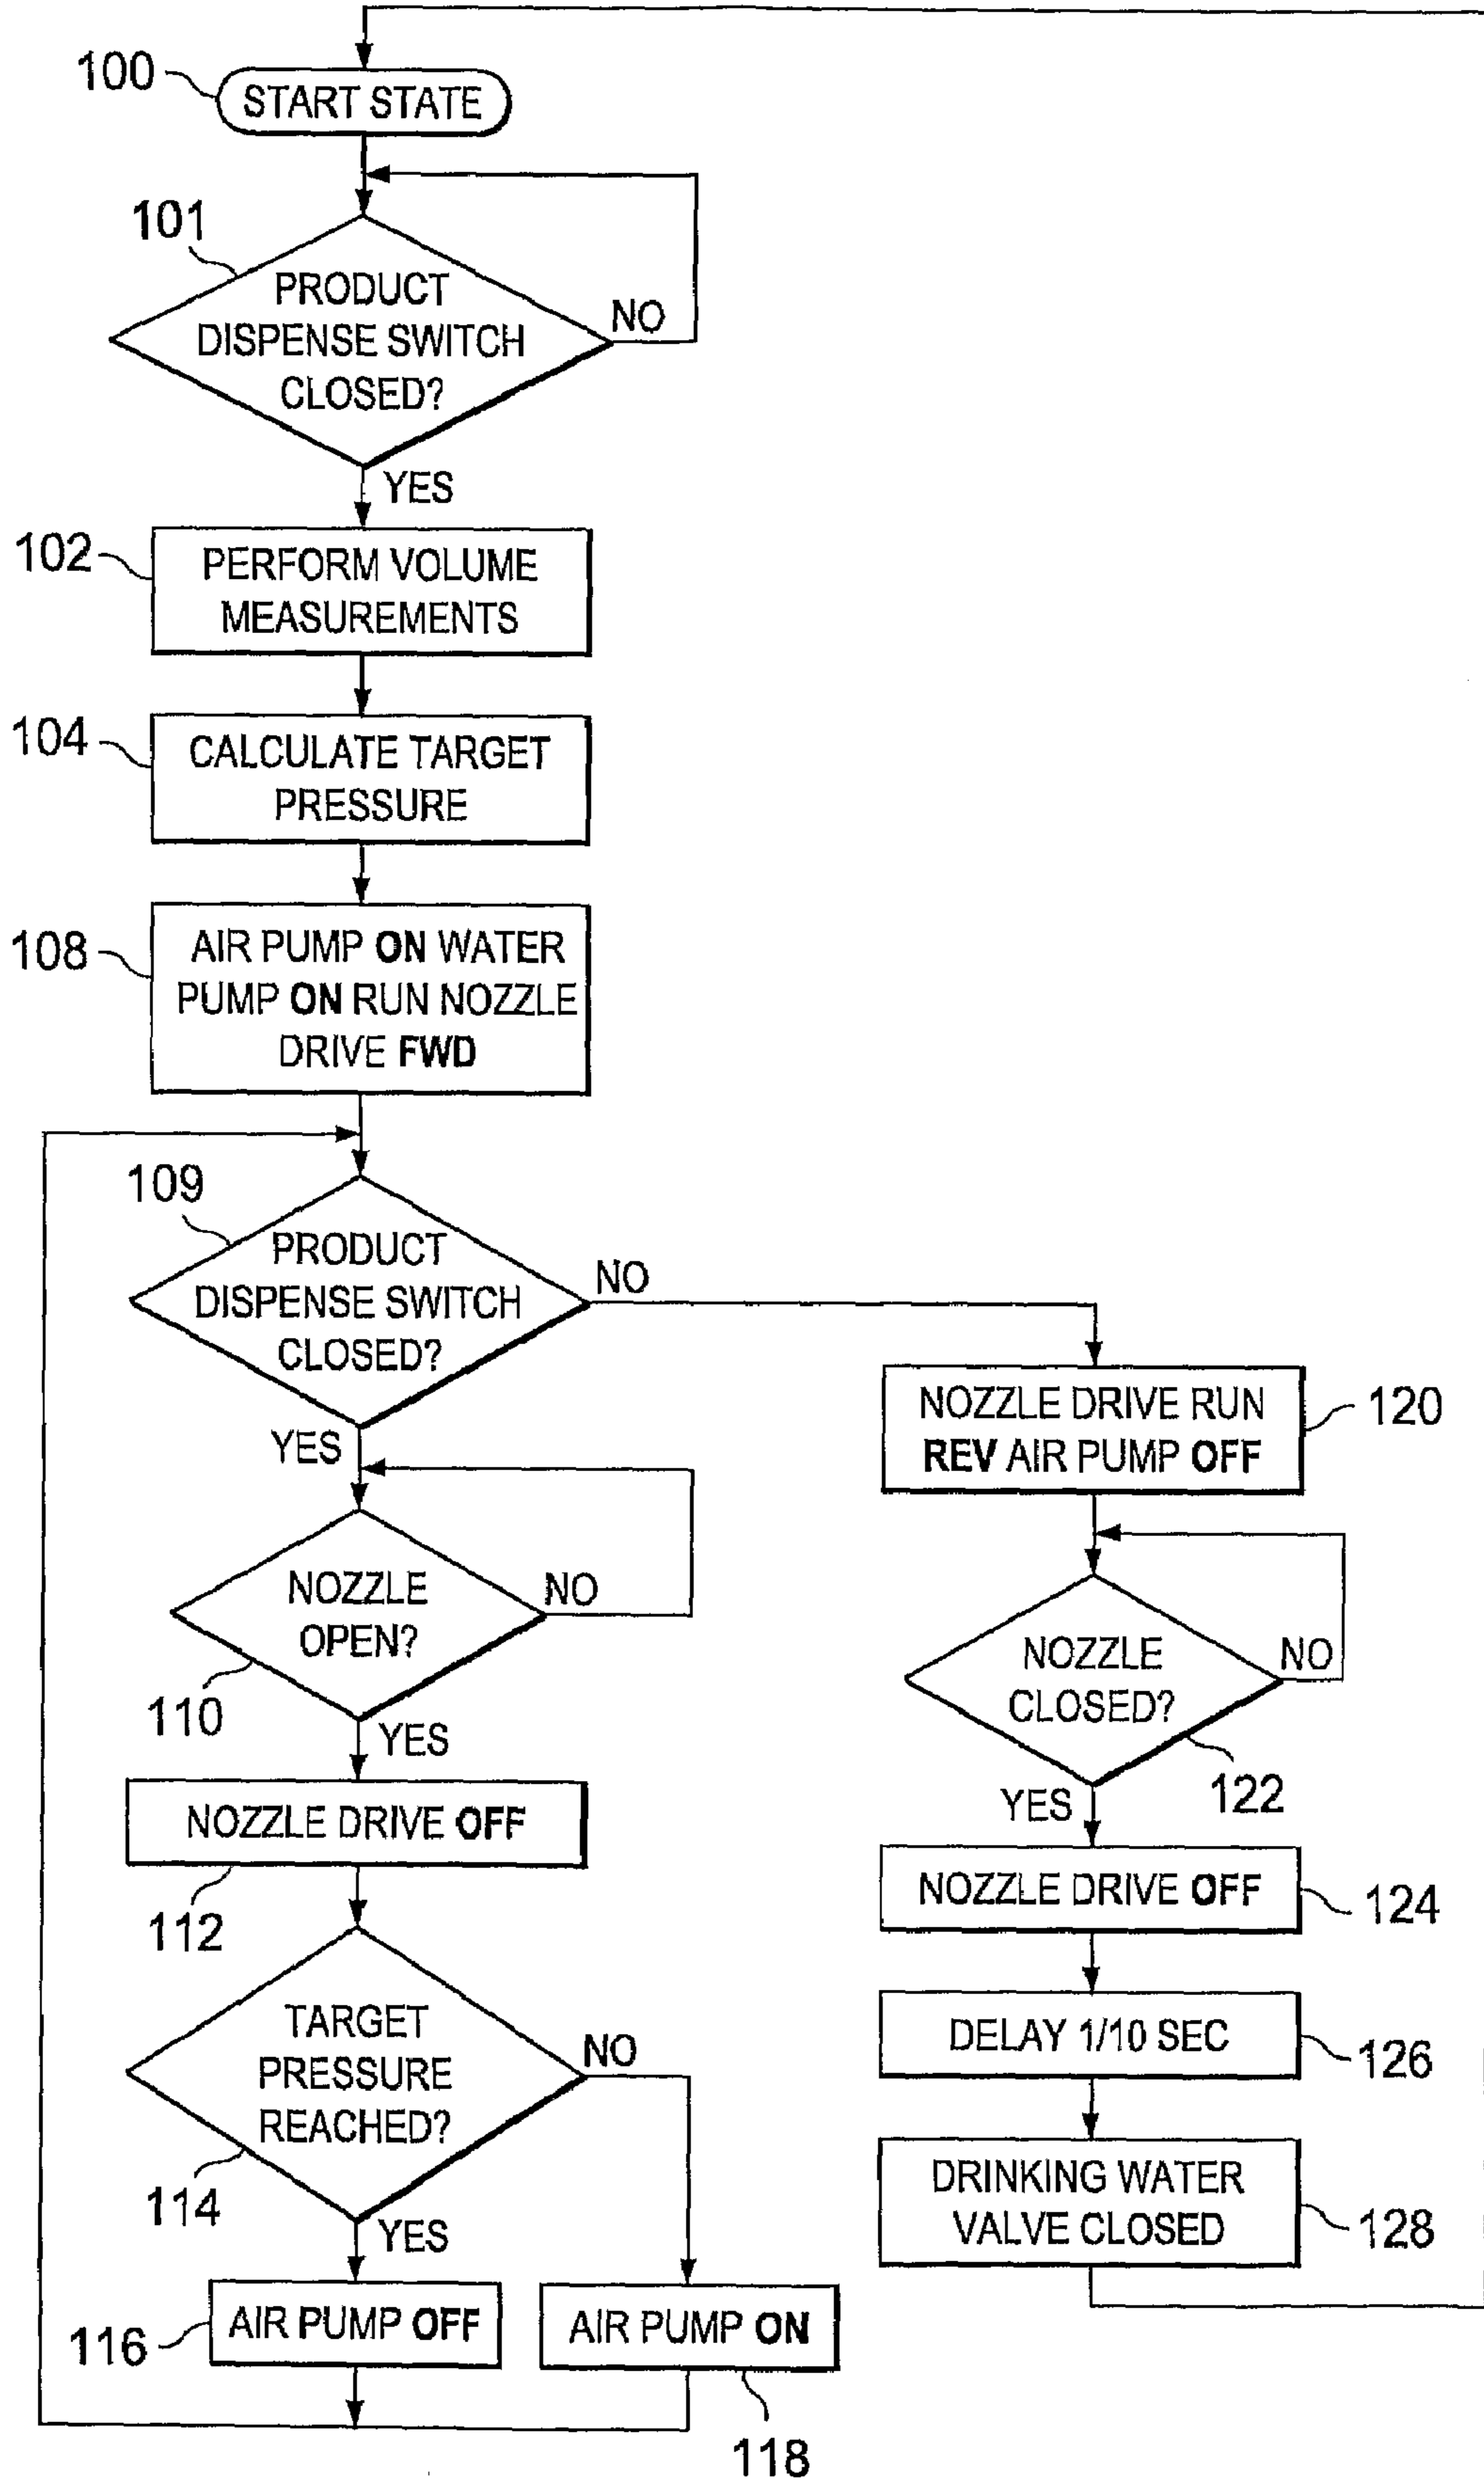 100
START STATE
101
PRODUCT
DISPENSE SWITCH
CLOSED?
NO
YES
102
PERFORM VOLUME
MEASUREMENTS
104
CALCULATE TARGET
PRESSURE
108
AIR PUMP ON WATER
PUMP ON RUN NOZZLE
DRIVE FWD
109
PRODUCT
DISPENSE SWITCH
CLOSED?
NO
YES
NOZZLE
OPEN?
NO
110
YES
NOZZLE DRIVE OFF
112
TARGET
PRESSURE
REACHED?
NO
114
YES
AIR PUMP OFF
116
AIR PUMP ON
118
NOZZLE DRIVE RUN
REV AIR PUMP OFF
120
NOZZLE
CLOSED?
NO
122
YES
NOZZLE DRIVE OFF
124
DELAY 1/10 SEC
126
DRINKING WATER
VALVE CLOSED
128